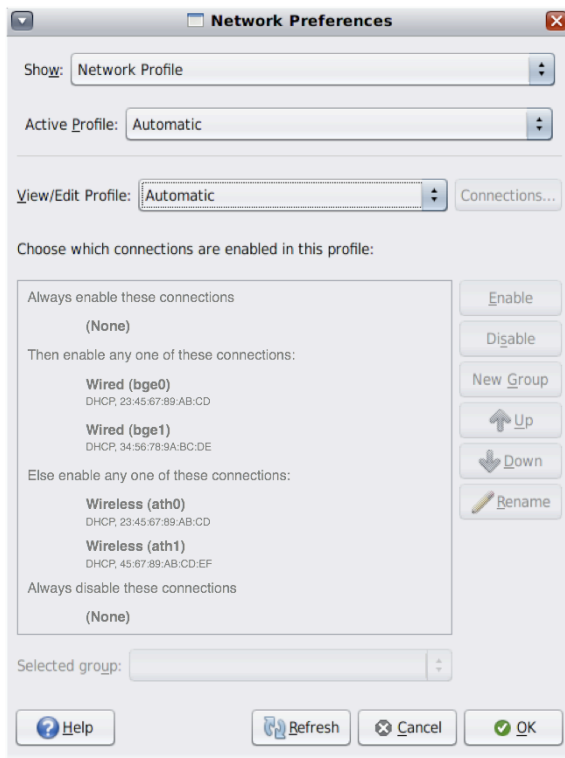 Network Preferences
Show: Network Profile
Active Profile: Automatic
View/Edit Profile: Automatic Connections...
Choose which connections are enabled in this profile:
Always enable these connections
(None)
Then enable any one of these connections:
Wired (bge0)
DHCP, 23:45:67:89:AB:CD
Wired (bge1)
DHCP, 34:56:78:9A:BC:DE
Else enable any one of these connections:
Wireless (ath0)
DHCP, 23:45:67:89:AB:CD
Wireless (ath1)
DHCP, 45:67:89:AB:CD:EF
Always disable these connections
(None)
Enable
Disable
New Group
Up
Down
Rename
Selected group:
Help Refresh Cancel OK